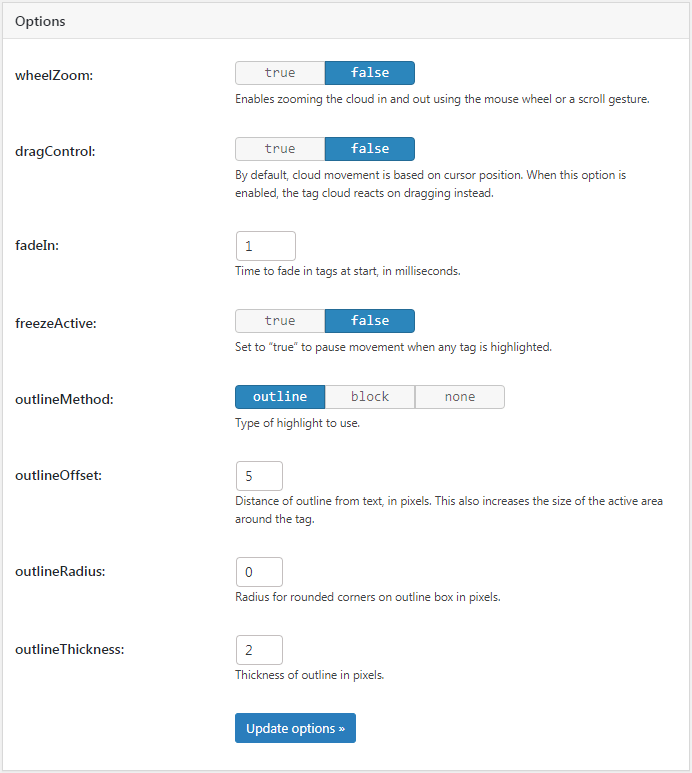 Options
wheelZoom:
true false
Enables zooming the cloud in and out using the mouse wheel or a scroll gesture.
dragControl:
true false
By default, cloud movement is based on cursor position. When this option is
enabled, the tag cloud reacts on dragging instead.
fadeIn:
1
Time to fade in tags at start, in milliseconds.
freezeActive:
true false
Set to “true” to pause movement when any tag is highlighted.
outlineMethod:
outline block none
Type of highlight to use.
outlineOffset:
5
Distance of outline from text, in pixels. This also increases the size of the active area
around the tag.
outlineRadius:
0
Radius for rounded corners on outline box in pixels.
outlineThickness:
2
Thickness of outline in pixels.
Update options »